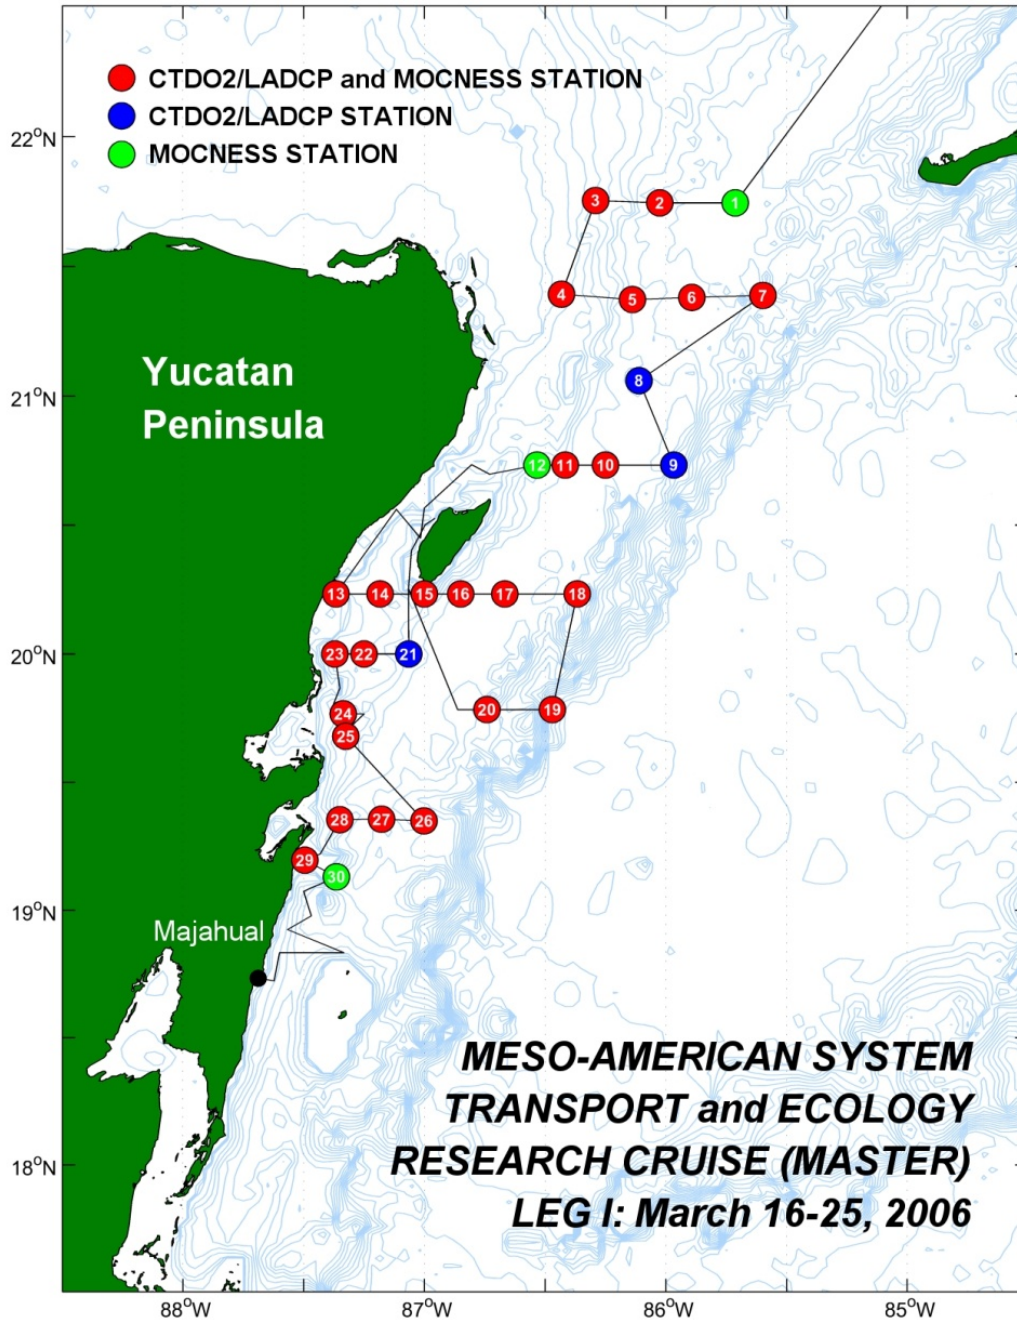 CTDO2/LADCP and MOCNESS STATION
CTDO2/LADCP STATION
MOCNESS STATION
22°N
21°N
20°N
19°N
18°N
3
2
1
4
5
6
7
8
12
11
10
9
13
14
15
16
17
18
23
22
21
24
20
19
25
28
27
26
29
30
Yucatan
Peninsula
Majahual
MESO-AMERICAN SYSTEM
TRANSPORT and ECOLOGY
RESEARCH CRUISE (MASTER)
LEG I: March 16-25, 2006
88°W
87°W
86°W
85°W